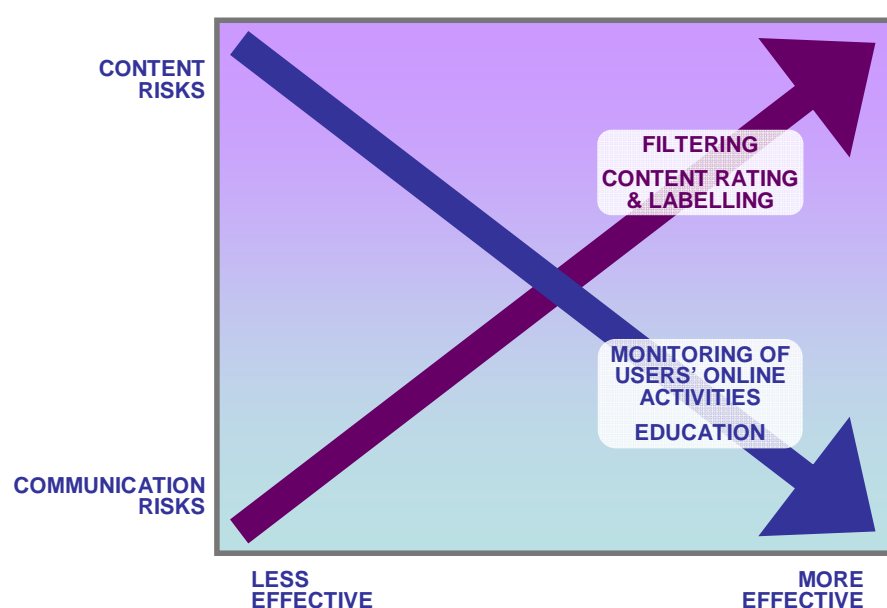 CONTENT
RISKS
FILTERING
CONTENT RATING
& LABELLING
MONITORING OF
USERS’ ONLINE
ACTIVITIES
EDUCATION
COMMUNICATION
RISKS
LESS
EFFECTIVE
MORE
EFFECTIVE